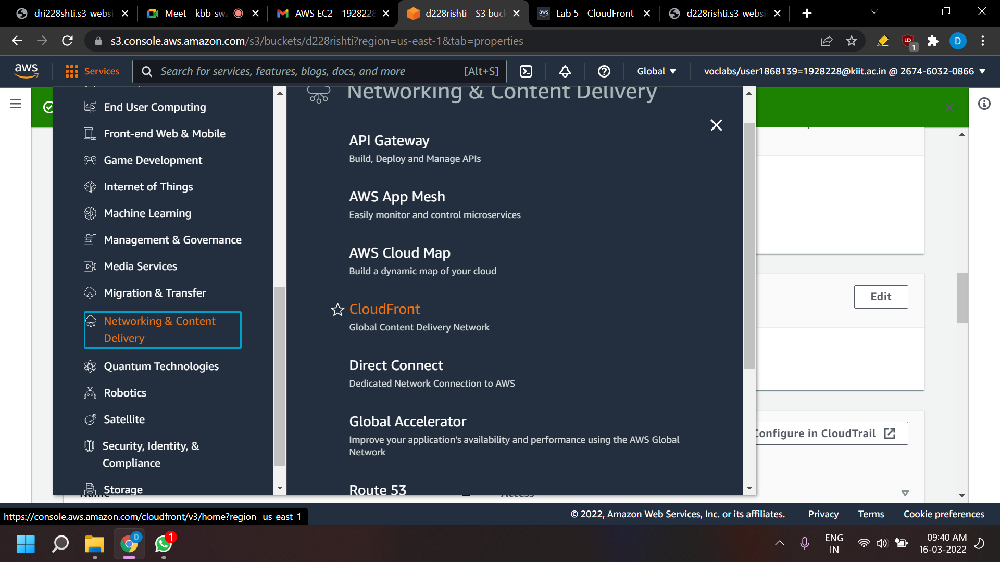 dri228shti.s3-websi
Meet - kbb-swz
AWS EC2 - 1928228
d228rishti - S3 buck
Lab 5 - CloudFront
d228rishti.s3-websi
s3.console.aws.amazon.com/s3/buckets/d228rishti?region=us-east-1&tab=properties
1
D
aws
Services
Search for services, features, blogs, docs, and more
[Alt+S]
Global
voclabs/user1868139=1928228@kiit.ac.in @ 2674-6032-0866
End User Computing
Front-end Web & Mobile
Game Development
Internet of Things
Machine Learning
Management & Governance
Media Services
Migration & Transfer
Networking & Content
Delivery
Quantum Technologies
Robotics
Satellite
Security, Identity, &
Compliance
Storage
Networking & Content Delivery
API Gateway
Build, Deploy and Manage APIs
AWS App Mesh
Easily monitor and control microservices
AWS Cloud Map
Build a dynamic map of your cloud
CloudFront
Global Content Delivery Network
Direct Connect
Dedicated Network Connection to AWS
Global Accelerator
Improve your application's availability and performance using the AWS Global
Network
Route 53
Edit
Configure in CloudTrail
Name
Access
https://console.aws.amazon.com/cloudfront/v3/home?region=us-east-1
© 2022, Amazon Web Services, Inc. or its affiliates.
Privacy
Terms
Cookie preferences
D
1
ENG
IN
09:40 AM
16-03-2022